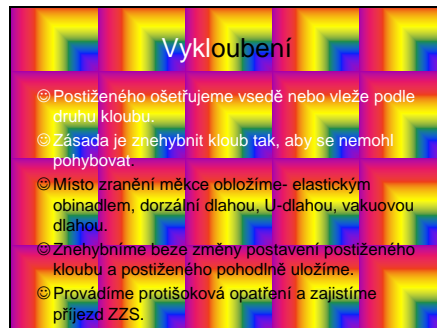 Vykloubení
☺Postiženého ošetřujeme vsedě nebo vleže podle
druhu kloubu.
☺Zásada je znehybnit kloub tak, aby se nemohl
pohybovat.
☺Místo zranění měkce obložíme- elastickým
obinadlem, dorzální dlahou, U-dlahou, vakuovou
dlahou.
☺Znehybníme beze změny postavení postiženého
kloubu a postiženého pohodlně uložíme.
☺Provádíme protišoková opatření a zajistíme
příjezd ZZS.